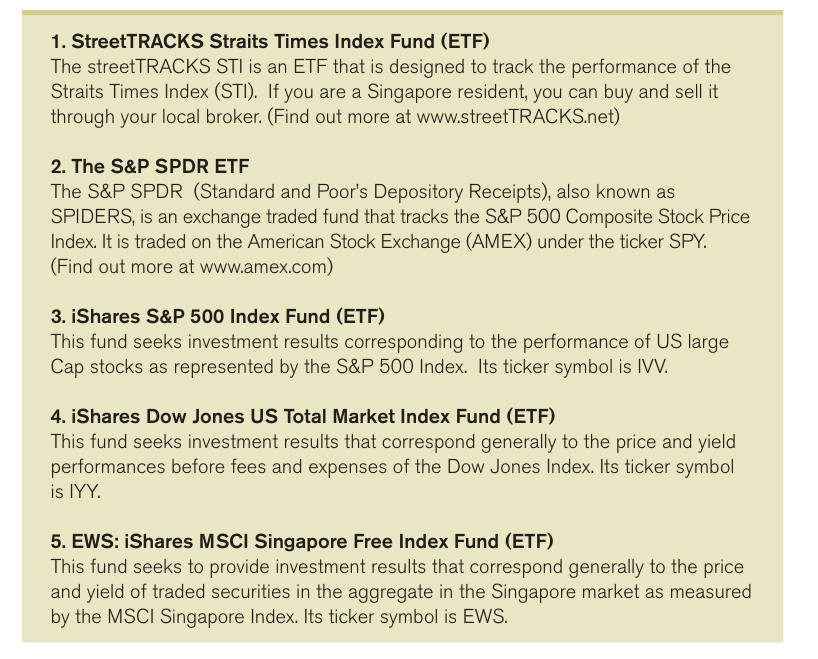 1. StreetTRACKS Straits Times Index Fund (ETF)
The streetTRACKS STI is an ETF that is designed to track the performance of the
Straits Times Index (STI).  If you are a Singapore resident, you can buy and sell it
through your local broker. (Find out more at www.streetTRACKS.net)
2. The S&P SPDR ETF
The S&P SPDR  (Standard and Poor's Depository Receipts), also known as
SPIDERS, is an exchange traded fund that tracks the S&P 500 Composite Stock Price
Index. It is traded on the American Stock Exchange (AMEX) under the ticker SPY.
(Find out more at www.amex.com)
3. iShares S&P 500 Index Fund (ETF)
This fund seeks investment results corresponding to the performance of US large
Cap stocks as represented by the S&P 500 Index.  Its ticker symbol is IVV.
4. iShares Dow Jones US Total Market Index Fund (ETF)
This fund seeks investment results that correspond generally to the price and yield
performances before fees and expenses of the Dow Jones Index. Its ticker symbol
is IYY.
5. EWS: iShares MSCI Singapore Free Index Fund (ETF)
This fund seeks to provide investment results that correspond generally to the price
and yield of traded securities in the aggregate in the Singapore market as measured
by the MSCI Singapore Index. Its ticker symbol is EWS.